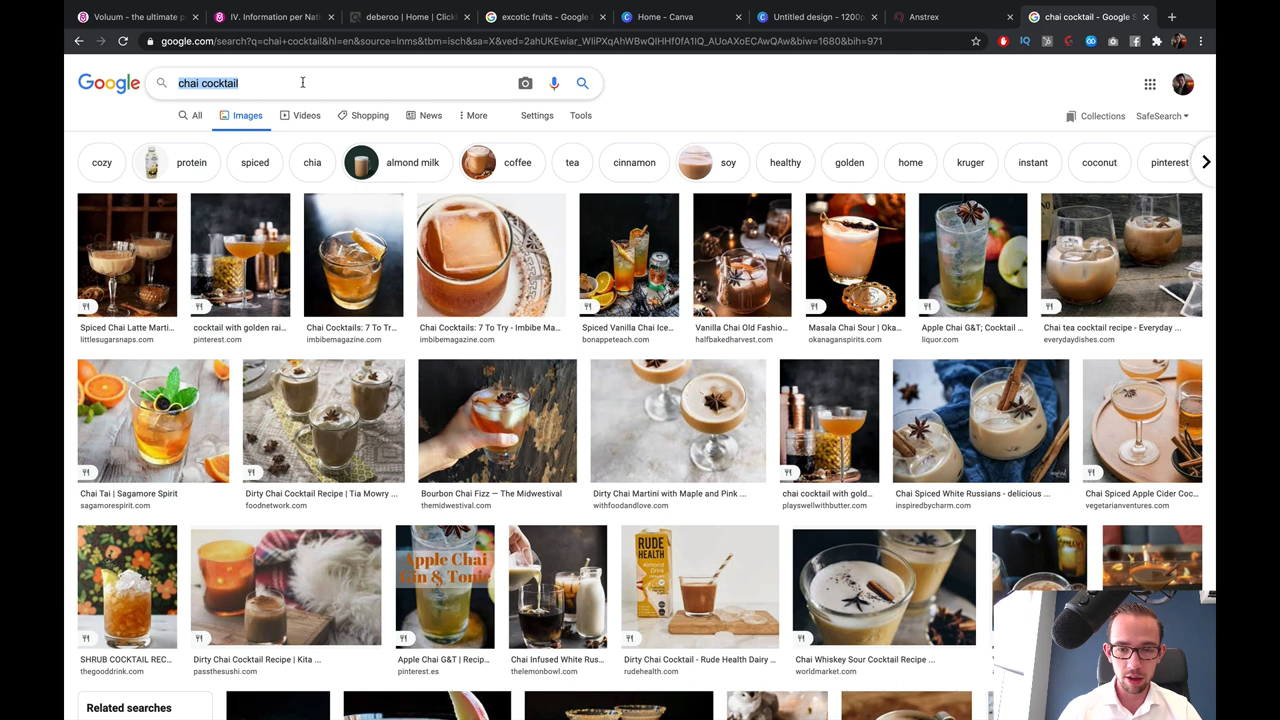 Voluum - the ultimate p
IV. Information per Nati
deberoo | Home | Clickb
excotic fruits - Google S
Home - Canva
Untitled design - 1200p
Anstrex
chai cocktail - Google S
google.com/search?q=chai+cocktail&hl=en&source=lnms&tbm=isch&sa=X&ved=2ahUKEwiar_WIiPXqAhWBwQIHHf0fA1IQ_AUoAXoECAwQAw&biw=1680&bih=971
Google
chai cocktail
All
Images
Videos
Shopping
News
More
Settings
Tools
Collections
SafeSearch
cozy
protein
spiced
chia
almond milk
coffee
tea
cinnamon
soy
healthy
golden
home
kruger
instant
coconut
pinterest
Spiced Chai Latte Marti...
cocktail with golden rai...
Chai Cocktails: 7 To Tr...
Chai Cocktails: 7 To Try - Imbibe Ma...
Spiced Vanilla Chai Ice...
Vanilla Chai Old Fashio...
Masala Chai Sour | Oka...
Apple Chai G&T; Cocktail ...
Chai tea cocktail recipe - Everyday ...
littlesugarsnaps.com
pinterest.com
imbibemagazine.com
imbibemagazine.com
bonappeteach.com
halfbakedharvest.com
okanaganspirits.com
liquor.com
everydaydishes.com
Chai Tai | Sagamore Spirit
Dirty Chai Cocktail Recipe | Tia Mowry ...
Bourbon Chai Fizz — The Midwestival
Dirty Chai Martini with Maple and Pink ...
chai cocktail with gold...
Chai Spiced White Russians - delicious ...
Chai Spiced Apple Cider Coc...
sagamorespirit.com
foodnetwork.com
themidwestival.com
withfoodandlove.com
playswellwithbutter.com
inspiredbycharm.com
vegetarianventures.com
Apple Chai
Gin & Tonic
RUDE
HEALTH
SHRUB COCKTAIL REC...
Dirty Chai Cocktail Recipe | Kita ...
Apple Chai G&T | Recip...
Chai Infused White Rus...
Dirty Chai Cocktail - Rude Health Dairy ...
Chai Whiskey Sour Cocktail Recipe ...
thegooddrink.com
passthesushi.com
pinterest.es
thelemonbowl.com
rudehealth.com
worldmarket.com
Related searches